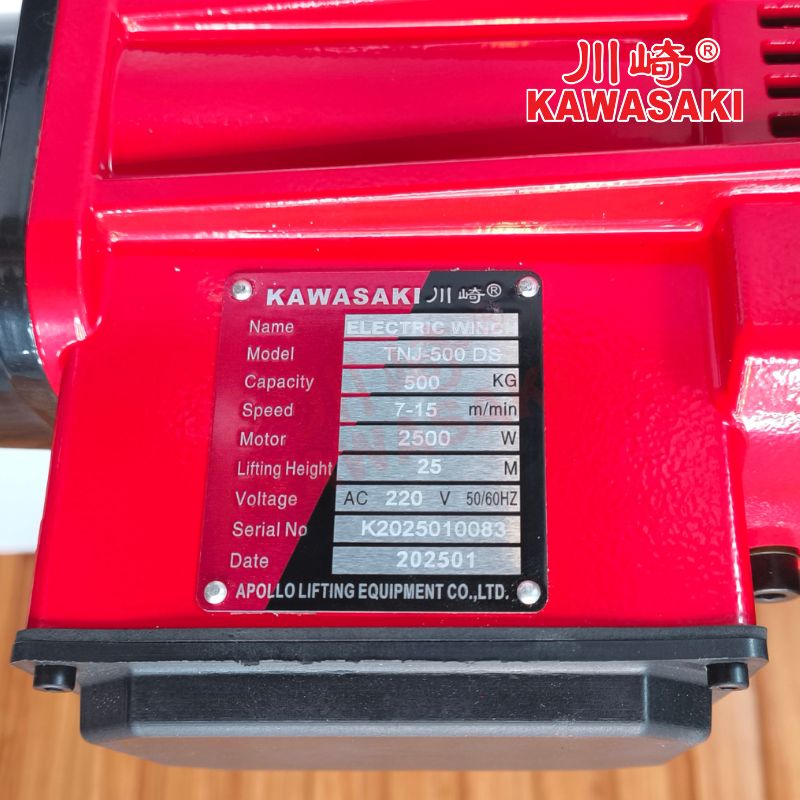 川崎®
KAWASAKI
KAWASAKI 川崎®
Name ELECTRIC WINCH
Model TNJ-500 DS
Capacity 500 KG
Speed 7-15 m/min
Motor 2500 W
Lifting Height 25 M
Voltage AC 220 V 50/60HZ
Serial No K2025010083
Date 202501
APOLLO LIFTING EQUIPMENT CO.,LTD.